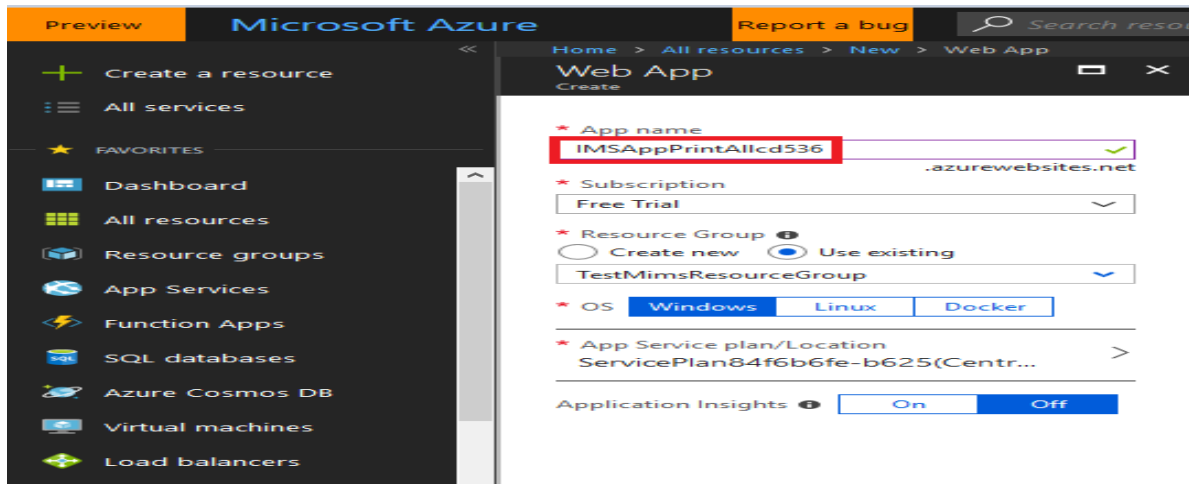 Preview
Microsoft Azure
Report a bug
Search resou
Create a resource
All services
FAVORITES
Dashboard
All resources
Resource groups
App Services
Function Apps
SQL databases
Azure Cosmos DB
Virtual machines
Load balancers
Home > All resources > New > Web App
Web App
Create
* App name
IMSAppPrintAllcd536
.azurewebsites.net
* Subscription
Free Trial
* Resource Group
Create new Use existing
TestMimsResourceGroup
* OS Windows Linux Docker
* App Service plan/Location
ServicePlan84f6b6fe-b625(Centr...
Application Insights On Off